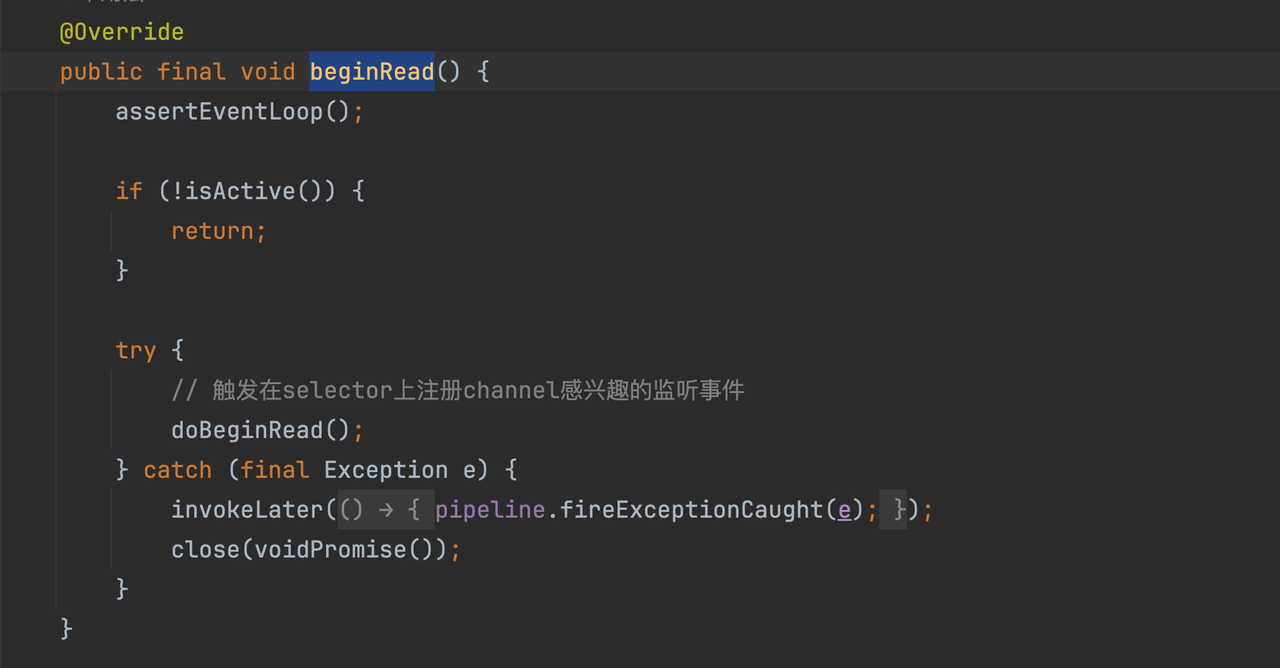 @Override
public final void beginRead() {
assertEventLoop();
if (!isActive()) {
return;
}
try {
// 触发在selector上注册channel感兴趣的监听事件
doBeginRead();
} catch (final Exception e) {
invokeLater(() → { pipeline.fireExceptionCaught(e); });
close(voidPromise());
}
}